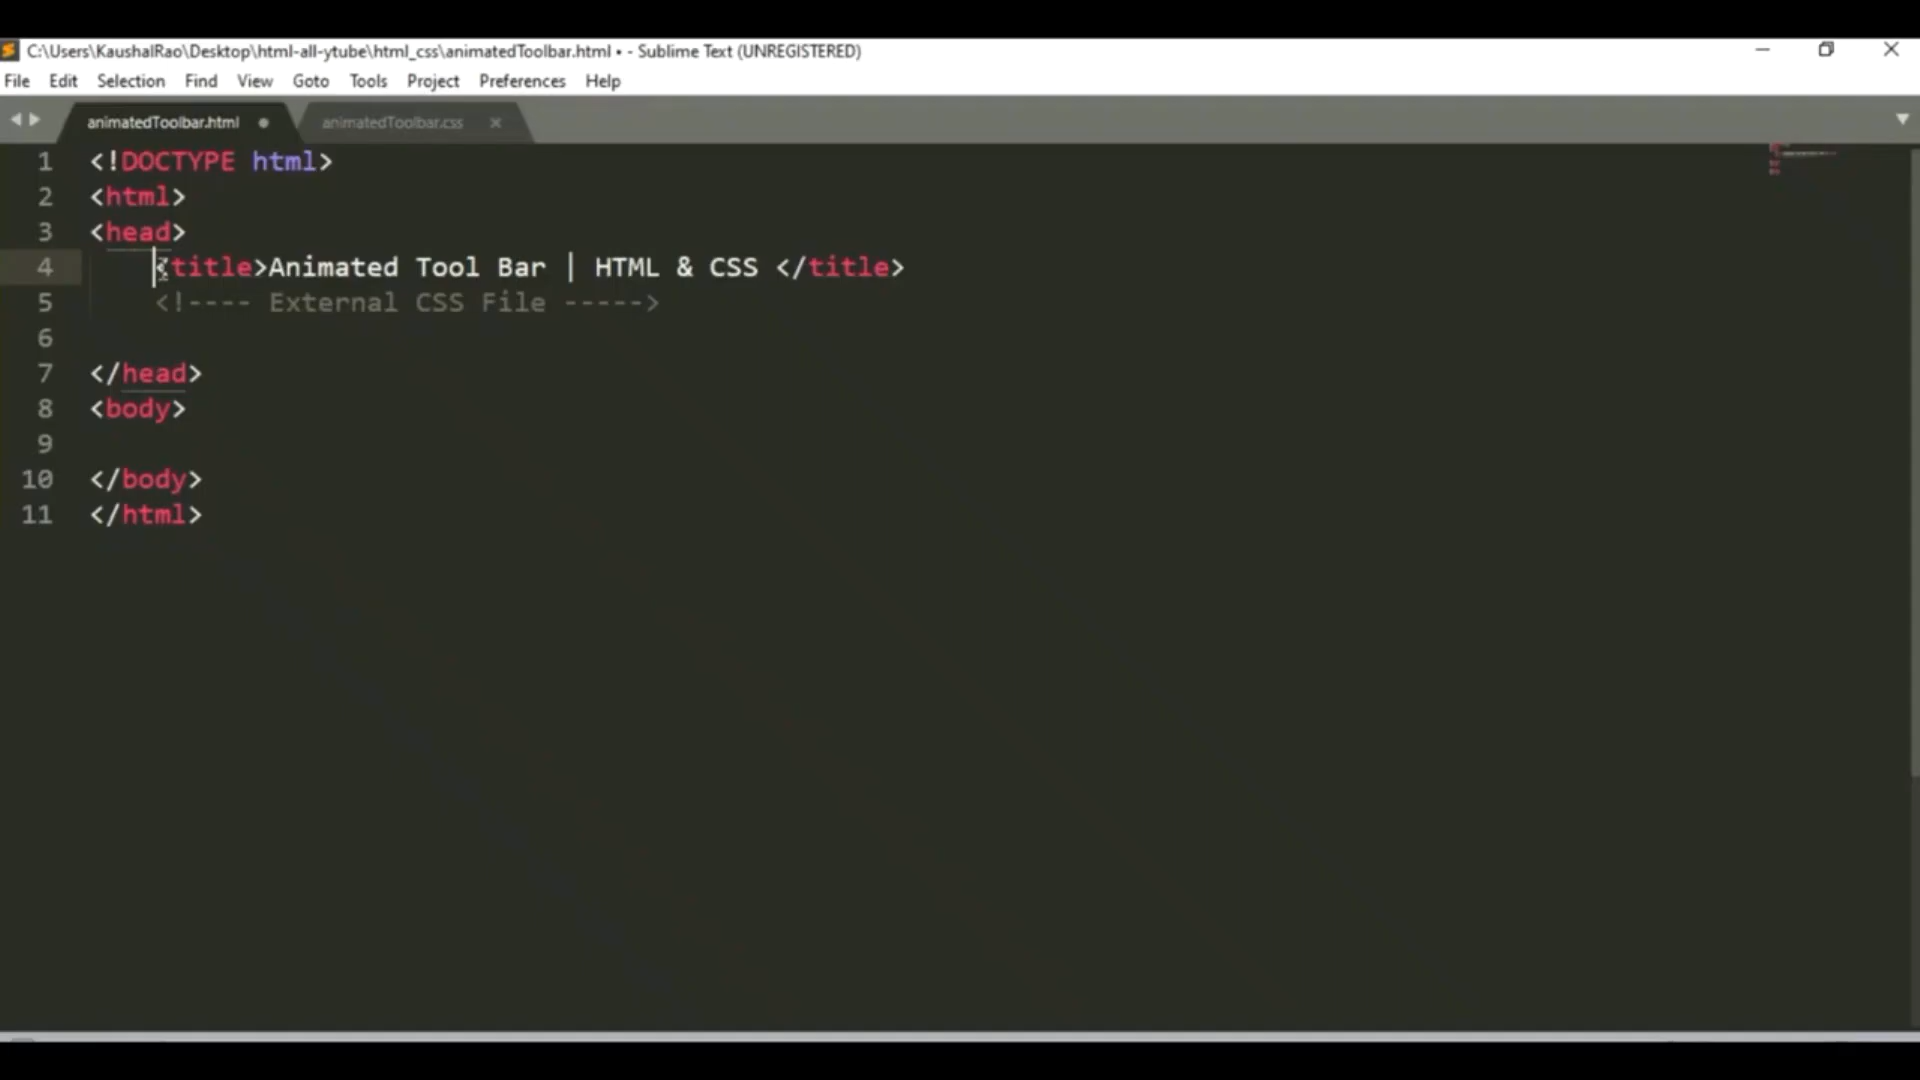 C:\Users\KaushalRao\Desktop\html-all-ytube\html_css\animatedToolbar.html • - Sublime Text (UNREGISTERED)
File Edit Selection Find View Goto Tools Project Preferences Help
animatedToolbar.html animatedToolbar.css
1 <!DOCTYPE html>
2 <html>
3 <head>
4 <title>Animated Tool Bar | HTML & CSS </title>
5 <!---- External CSS File ----->
6
7 </head>
8 <body>
9
10 </body>
11 </html>